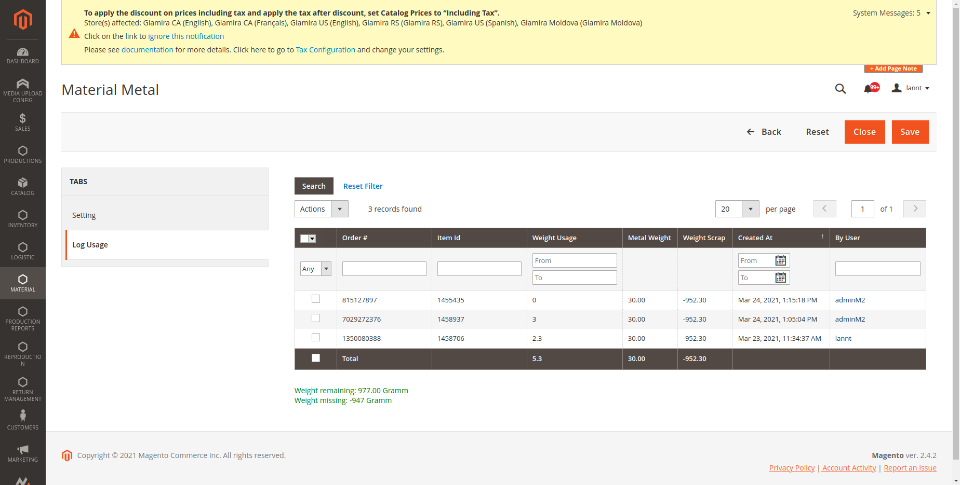 To apply the discount on prices including tax and apply the tax after discount, set Catalog Prices to “Including Tax”.
Store(s) affected: Glamira CA (English), Glamira CA (Français), Glamira US (English), Glamira RS (Glamira RS), Glamira US (Spanish), Glamira Moldova (Glamira Moldova)
Click on the link to ignore this notification
Please see documentation for more details. Click here to go to Tax Configuration and change your settings.
System Messages: 5
+ Add Page Note
Material Metal
99+
lannt
Back
Reset
Close
Save
DASHBOARD
MEDIA UPLOAD CONFIG
SALES
PRODUCTIONS
CATALOG
INVENTORY
LOGISTIC
MATERIAL
PRODUCTION REPORTS
REPRODUCTIO
N
RETURN MANAGEMENT
CUSTOMERS
MARKETING
TABS
Setting
Log Usage
Search
Reset Filter
Actions
3 records found
20
per page
1
of 1
Order # Item Id Weight Usage Metal Weight Weight Scrap Created At ↑ By User
Any
From
To
From
To
815127897 1455435 0 30.00 -952.30 Mar 24, 2021, 1:15:18 PM adminM2
7029272376 1458937 3 30.00 -952.30 Mar 24, 2021, 1:05:04 PM adminM2
1350080388 1458706 2.3 30.00 -952.30 Mar 23, 2021, 11:34:37 AM lannt
Total 5.3 30.00 -952.30
Weight remaining: 977.00 Gramm
Weight missing: -947 Gramm
Copyright © 2021 Magento Commerce Inc. All rights reserved.
Magento ver. 2.4.2
Privacy Policy | Account Activity | Report an Issue